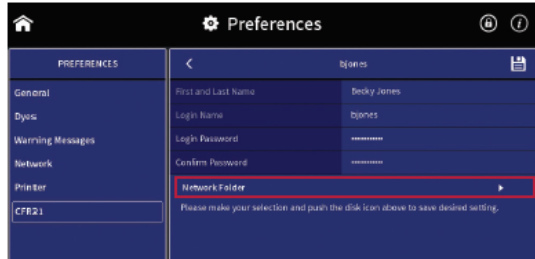 Preferences
PREFERENCES
bjones
General
First and Last Name
Becky Jones
Dyes
Login Name
bjones
Warning Messages
Login Password
***********
Network
Confirm Password
***********
Printer
Network Folder
CFR21
Please make your selection and push the disk icon above to save desired setting.